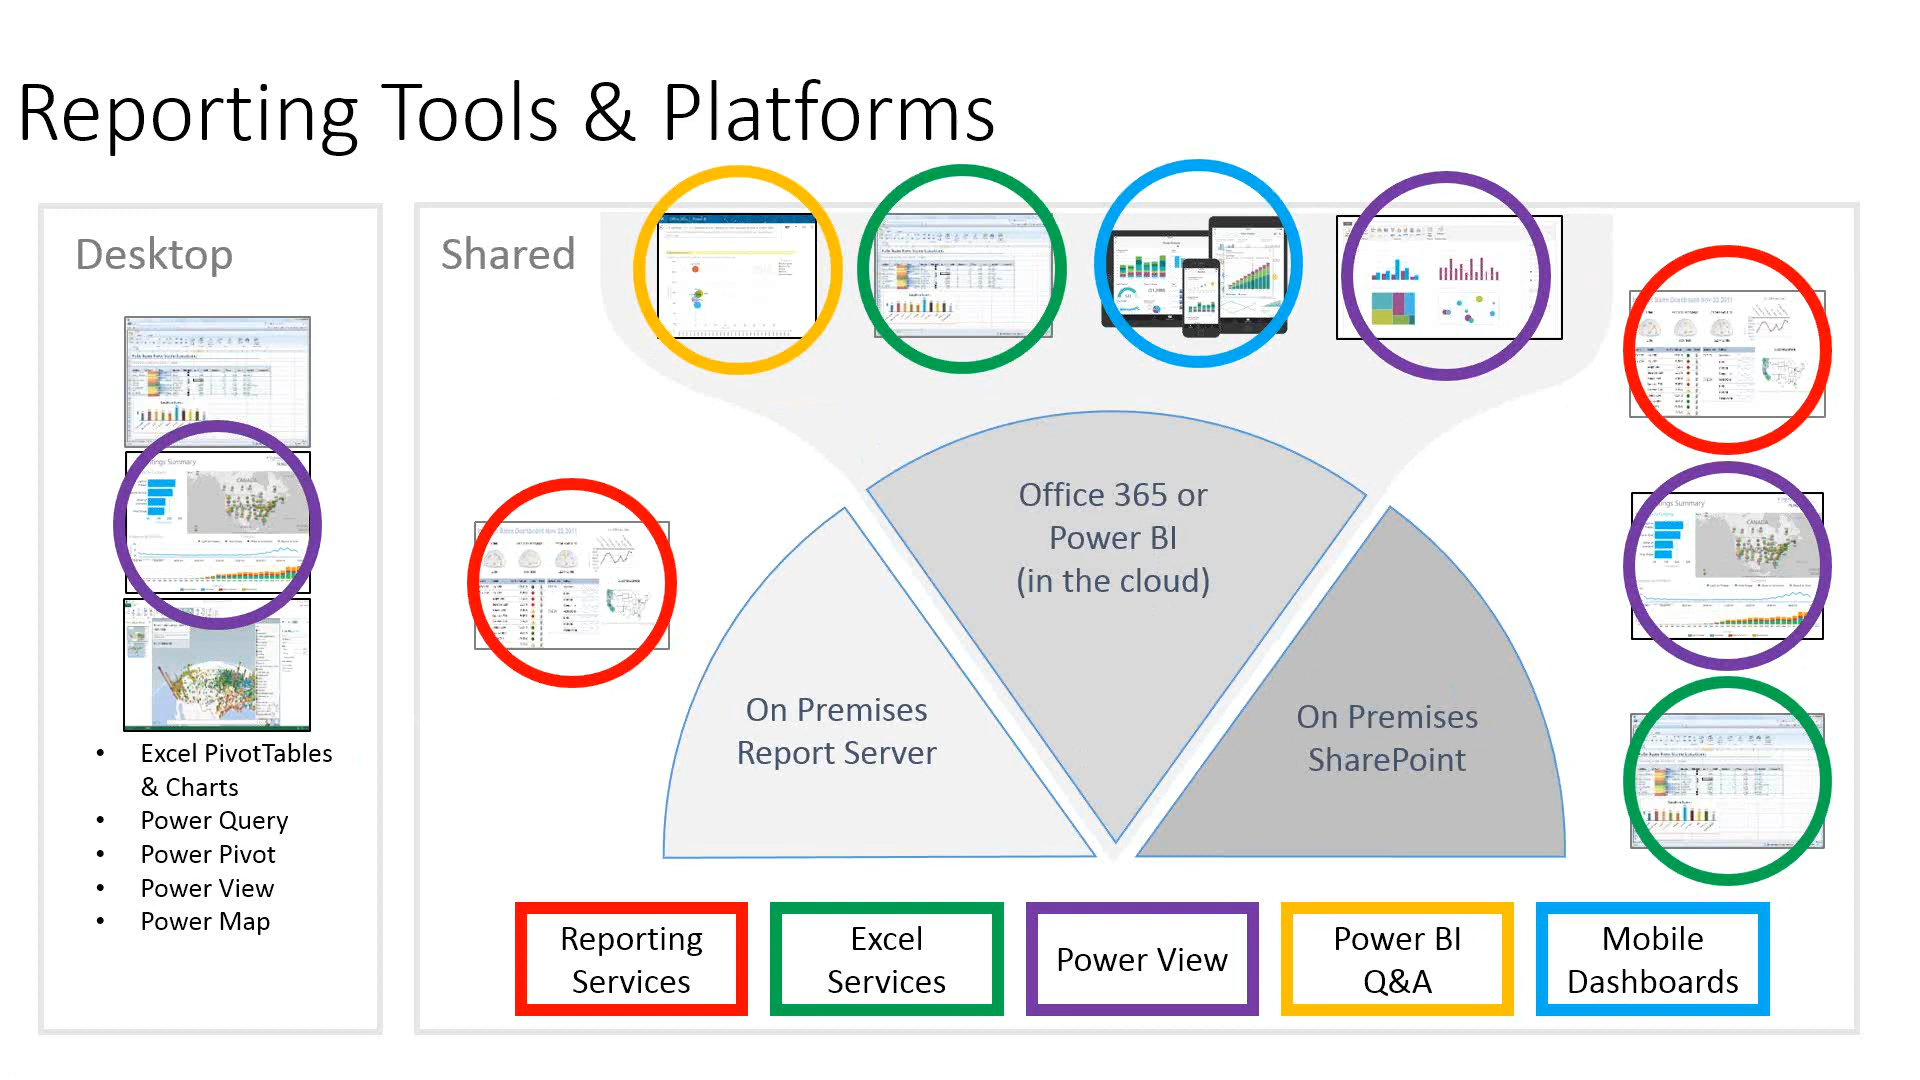 Reporting Tools & Platforms
Desktop
Excel PivotTables
& Charts
Power Query
Power Pivot
Power View
Power Map
Shared
Office 365 or
Power BI
(in the cloud)
On Premises
Report Server
On Premises
SharePoint
Reporting
Services
Excel
Services
Power View
Power BI
Q&A
Mobile
Dashboards